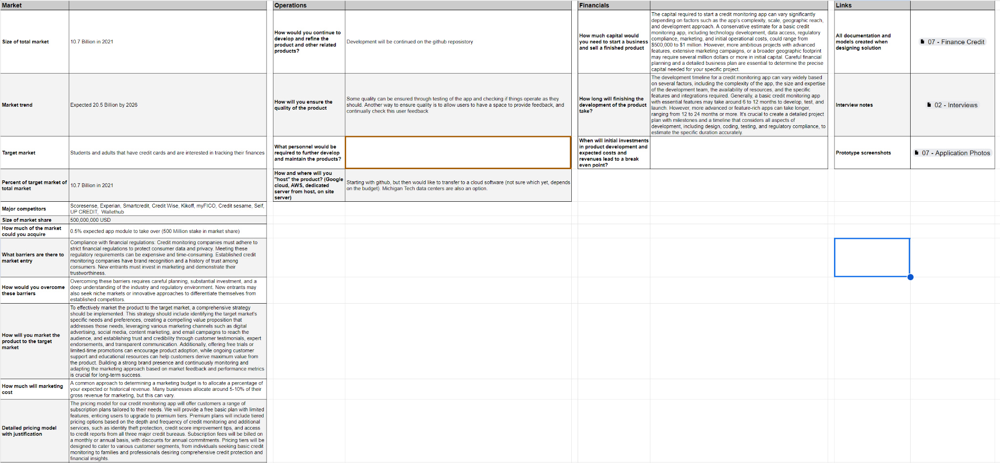 Market
Size of total market
10.7 Billion in 2021
Market trend
Expected 20.5 Billion by 2026
Target market
Students and adults that have credit cards and are interested in tracking their finances
Percent of target market of
total market
10.7 Billion in 2021
Major competitors
Scoresense, Experian, Smartcredit, Credit Wise, Kikoff, myFICO, Credit sesame, Self,
UP CREDIT,  Wallethub
Size of market share
500,000,000 USD
How much of the market
could you acquire
0.5% expected app module to take over (500 Million stake in market share)
What barriers are there to
market entry
Compliance with financial regulations: Credit monitoring companies must adhere to
strict financial regulations to protect consumer data and privacy. Meeting these
regulatory requirements can be expensive and time-consuming. Established credit
monitoring companies have brand recognition and a history of trust among
consumers. New entrants must invest in marketing and demonstrate their
trustworthiness.
How would you overcome
these barriers
Overcoming these barriers requires careful planning, substantial investment, and a
deep understanding of the industry and regulatory environment. New entrants may
also seek niche markets or innovative approaches to differentiate themselves from
established competitors.
How will you market the
product to the target
market
To effectively market the product to the target market, a comprehensive strategy
should be implemented. This strategy should include identifying the target market's
specific needs and preferences, creating a compelling value proposition that
addresses those needs, leveraging various marketing channels such as digital
advertising, social media, content marketing, and email campaigns to reach the
audience, and establishing trust and credibility through customer testimonials, expert
endorsements, and transparent communication. Additionally, offering free trials or
limited-time promotions can encourage product adoption, while ongoing customer
support and educational resources can help customers derive maximum value from
the product. Building a strong brand presence and continuously monitoring and
adapting the marketing approach based on market feedback and performance metrics
is crucial for long-term success.
How much will marketing
cost
A common approach to determining a marketing budget is to allocate a percentage of
your expected or historical revenue. Many businesses allocate around 5-10% of their
gross revenue for marketing, but this can vary.
Detailed pricing model
with justification
The pricing model for our credit monitoring app will offer customers a range of
subscription plans tailored to their needs. We will provide a free basic plan with limited
features, enticing users to upgrade to premium tiers. Premium plans will include tiered
pricing options based on the depth and frequency of credit monitoring and additional
services, such as identity theft protection, credit score improvement tips, and access
to credit reports from all three major credit bureaus. Subscription fees will be billed on
a monthly or annual basis, with discounts for annual commitments. Pricing tiers will be
designed to cater to various customer segments, from individuals seeking basic credit
monitoring to families and professionals desiring comprehensive credit protection and
financial insights.
Operations
How would you continue to
develop and refine the
product and other related
products?
Development will be continued on the github reposistory
How will you ensure the
quality of the product
Some quality can be ensured through testing of the app and checking if things operate as they
should. Another way to ensure quality is to allow users to have a space to provide feedback, and
continually check this user feedback
What personnel would be
required to further develop
and maintain the products?
How and where will you
"host" the product? (Google
cloud, AWS, dedicated
server from host, on site
server)
Starting with github, but then would like to transfer to a cloud software (not sure which yet, depends
on the budget). Michigan Tech data centers are also an option.
Financials
How much capital would
you need to start a business
and sell a finished product
The capital required to start a credit monitoring app can vary significantly
depending on factors such as the app's complexity, scale, geographic reach,
and development approach. A conservative estimate for a basic credit
monitoring app, including technology development, data access, regulatory
compliance, marketing, and initial operational costs, could range from
$500,000 to $1 million. However, more ambitious projects with advanced
features, extensive marketing campaigns, or a broader geographic footprint
may require several million dollars or more in initial capital. Careful financial
planning and a detailed business plan are essential to determine the precise
capital needed for your specific project.
How long will finishing the
development of the product
take?
The development timeline for a credit monitoring app can vary widely based
on several factors, including the complexity of the app, the size and expertise
of the development team, the availability of resources, and the specific
features and integrations required. Generally, a basic credit monitoring app
with essential features may take around 6 to 12 months to develop, test, and
launch. However, more advanced or feature-rich apps can take longer,
ranging from 12 to 24 months or more. It's crucial to create a detailed project
plan with milestones and a timeline that considers all aspects of
development, including design, coding, testing, and regulatory compliance, to
estimate the specific duration accurately.
When will initial investments
in product development and
expected costs and
revenues lead to a break
even point?
Links
All documentation and
models created when
designing solution
07 - Finance Credit
Interview notes
02 - Interviews
Prototype screenshots
07 - Application Photos